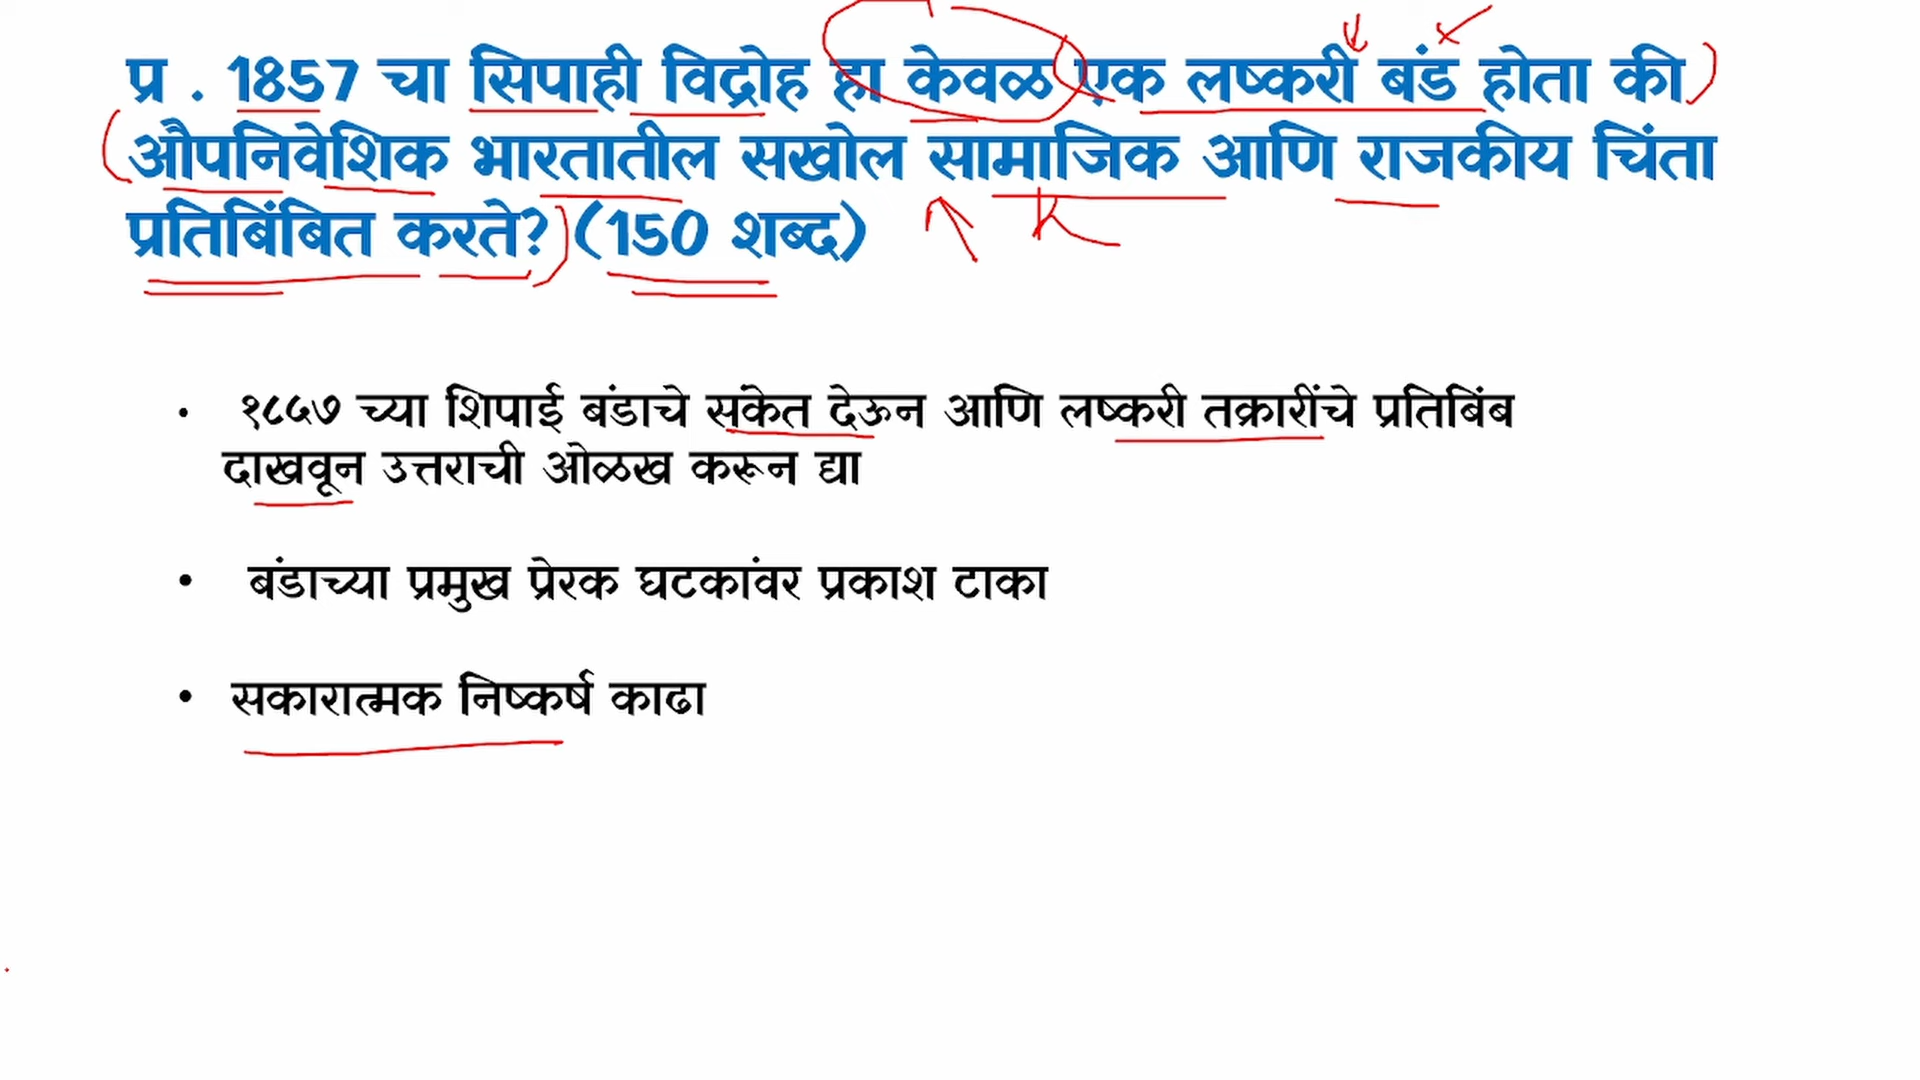 प्र . 1857 चा सिपाही विद्रोह हा केवळ एक लष्करी बंड होता की
औपनिवेशिक भारतातील सखोल सामाजिक आणि राजकीय चिंता
प्रतिबिंबित करते? (150 शब्द)
• १८५७ च्या शिपाई बंडाचे संकेत देऊन आणि लष्करी तक्रारींचे प्रतिबिंब
दाखवून उत्तराची ओळख करून द्या
• बंडाच्या प्रमुख प्रेरक घटकांवर प्रकाश टाका
• सकारात्मक निष्कर्ष काढा